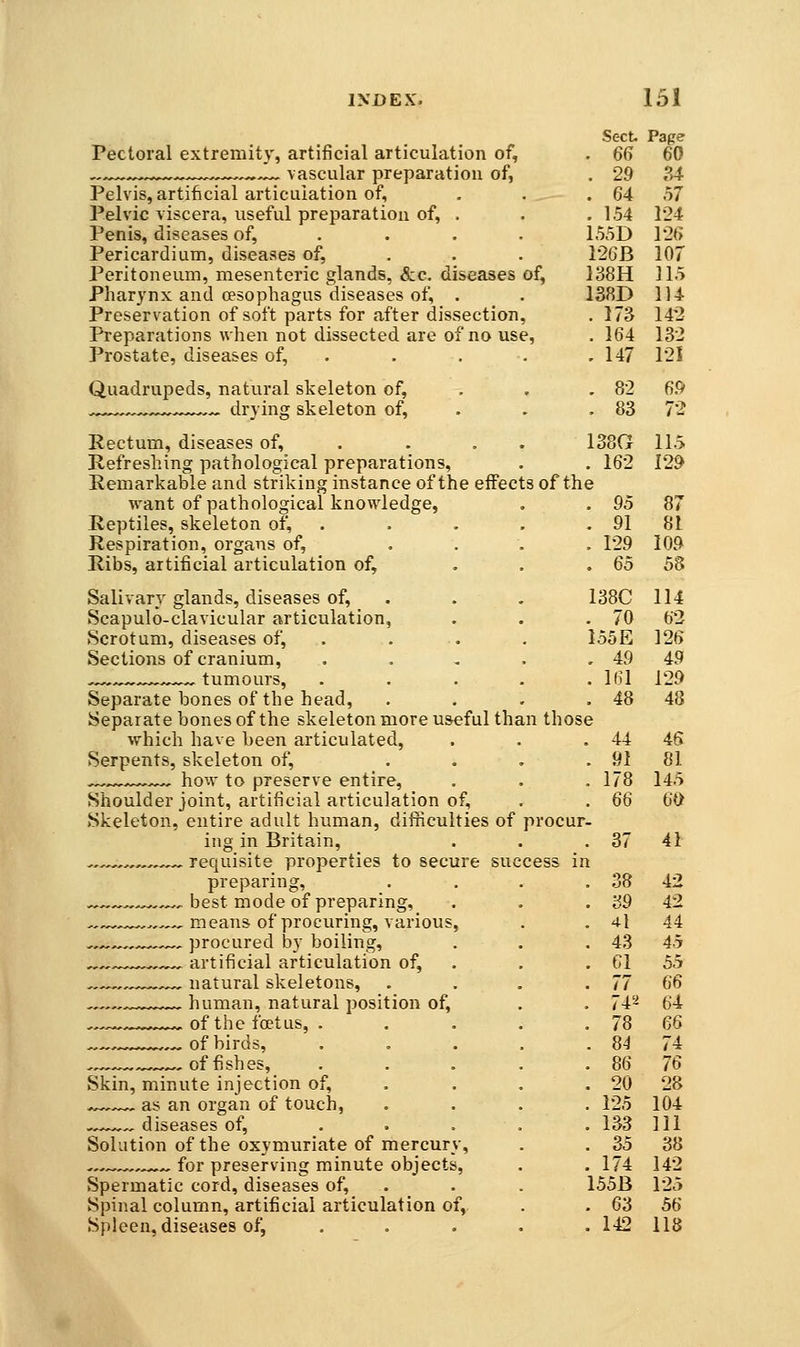 INDEX. 151
Sect. Page
Pectoral extremity, artificial articulation of, . 66 60
~~~ vascular preparation of, . 29 34
Pelvis, artificial articulation of, . . . 64 57
Pelvic viscera, useful preparation of, . . . 154 124
Penis, diseases of, . . . . 155D 126
Pericardium, diseases of, . . . 126B 107
Peritoneum, mesenteric glands, &c. diseases of, 138H 115
Pharynx and œsophagus diseases of, . . 138D 114
Preservation of soft parts for after dissection, . 173 142
Preparations when not dissected are of no use, . 164 132
Prostate, diseases of, . . . . . 147 121
Quadrupeds, natural skeleton of, . . . 82 69
~~~ drying skeleton of, . . . 83 72
Rectum, diseases of, . . . . 138G 115
Refreshing pathological preparations, . . 162 129
Remarkable and striking instance of the effects of the
want of pathological knowledge, . . 95 87
Reptiles, skeleton of, . . . . . 91 81
Respiration, organs of, . . . . 129 109
Ribs, artificial articulation of, . . . 65 58
Salivary glands, diseases of, . . . 138C 114
Scapulo-clavicular articulation, . . . 70 62
Scrotum, diseases of, . . . . 155E 126
Sections of cranium, . . . . . 49 49
~~~ tumours, . . . . . 161 129
Separate bones of the head, . . . . 48 48
Separate bones of the skeleton more useful than those
which have been articulated, . . . 44 46
Serpents, skeleton of, . . . . 91 81
~~~ how to preserve entire, . . . 178 145
Shoulder joint, artificial articulation of, . . 66 60
Skeleton, entire adult human, difficulties of procur-
ing in Britain, . . . 37 41
~~~ requisite properties to secure success in
preparing, . . . . 38 42
~~~ best mode of preparing, . . . 39 42
~~~ means of procuring, various, . . 41 44
~~~ procured by boiling, . . . 43 45
~~~ artificial articulation of, . . . 61 55
~~~ natural skeletons, . . . . 77 66
~~~ human, natural position of, . . 74² 64
~~~ of the fœtus, . . . . . 78 66
~~~ of birds, . . . . . 84 74
~~~ of fishes, . . . . . 86 76
Skin, minute injection of, . . . . 20 28
~~~ as an organ of touch, . . . . 125 104
~~~ diseases of, . . . . . 133 111
Solution of the oxymuriate of mercury, . . 35 38
~~~ for preserving minute objects, . . 174 142
Spermatic cord, diseases of, . . . 155B 125
Spinal column, artificial articulation of, . . 63 56
Spleen, diseases of, . . . . . 142 118